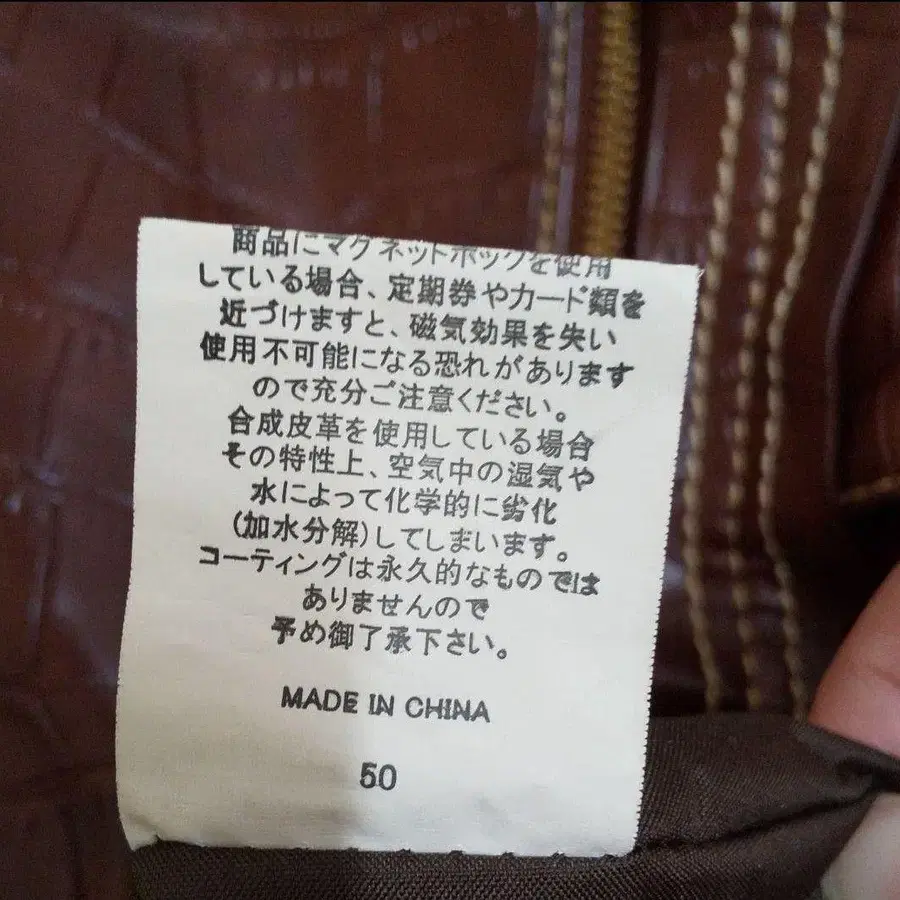 商品にマグネットホックを使用
している場合、定期券やカード類を
近づけますと、磁気効果を失い
使用不可能になる恐れがあります
ので充分ご注意ください。
合成皮革を使用している場合
その特性上、空気中の湿気や
水によって化学的に劣化
(加水分解)してしまいます。
コーティングは永久的なものでは
ありませんので
予め御了承下さい。
MADE IN CHINA
50